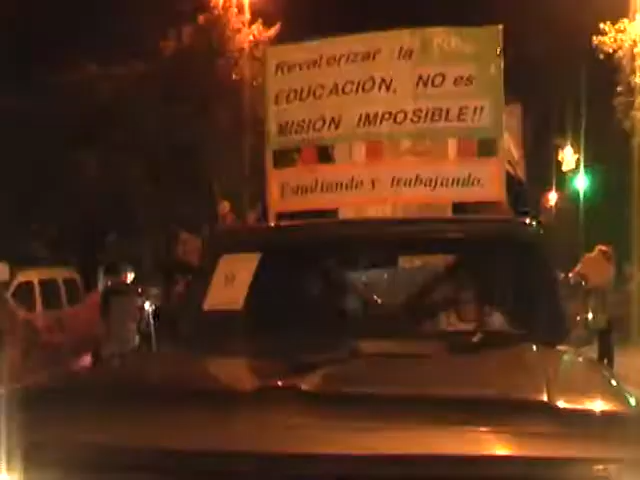 Revalorizar la
EDUCACIÓN, NO es
MISIÓN IMPOSIBLE!!
Estudiando y trabajando.